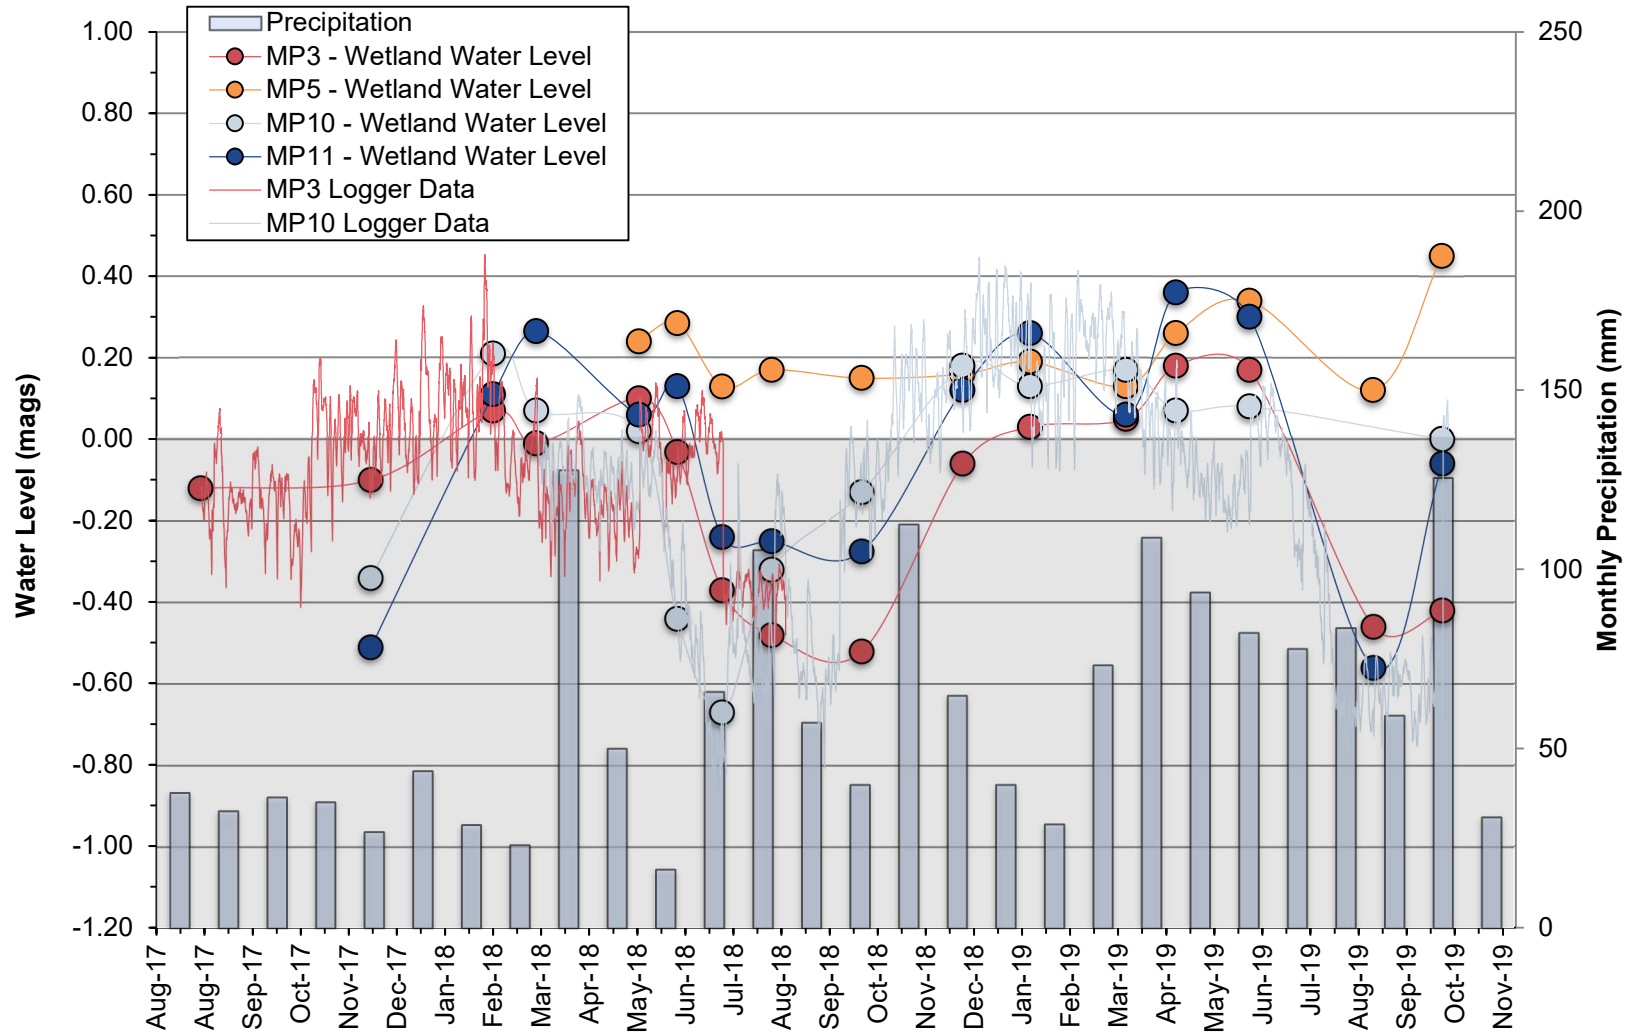 Precipitation
MP3 - Wetland Water Level
MP5 - Wetland Water Level
MP10 - Wetland Water Level
MP11 - Wetland Water Level
MP3 Logger Data
MP10 Logger Data
Water Level (mags)
1.00
0.80
0.60
0.40
0.20
0.00
-0.20
-0.40
-0.60
-0.80
-1.00
-1.20
250
200
150
100
50
0
Monthly Precipitation (mm)
Aug-17
Aug-17
Sep-17
Oct-17
Nov-17
Dec-17
Jan-18
Feb-18
Mar-18
Apr-18
May-18
Jun-18
Jul-18
Aug-18
Sep-18
Oct-18
Nov-18
Dec-18
Jan-19
Feb-19
Mar-19
Apr-19
May-19
Jun-19
Jul-19
Aug-19
Sep-19
Oct-19
Nov-19